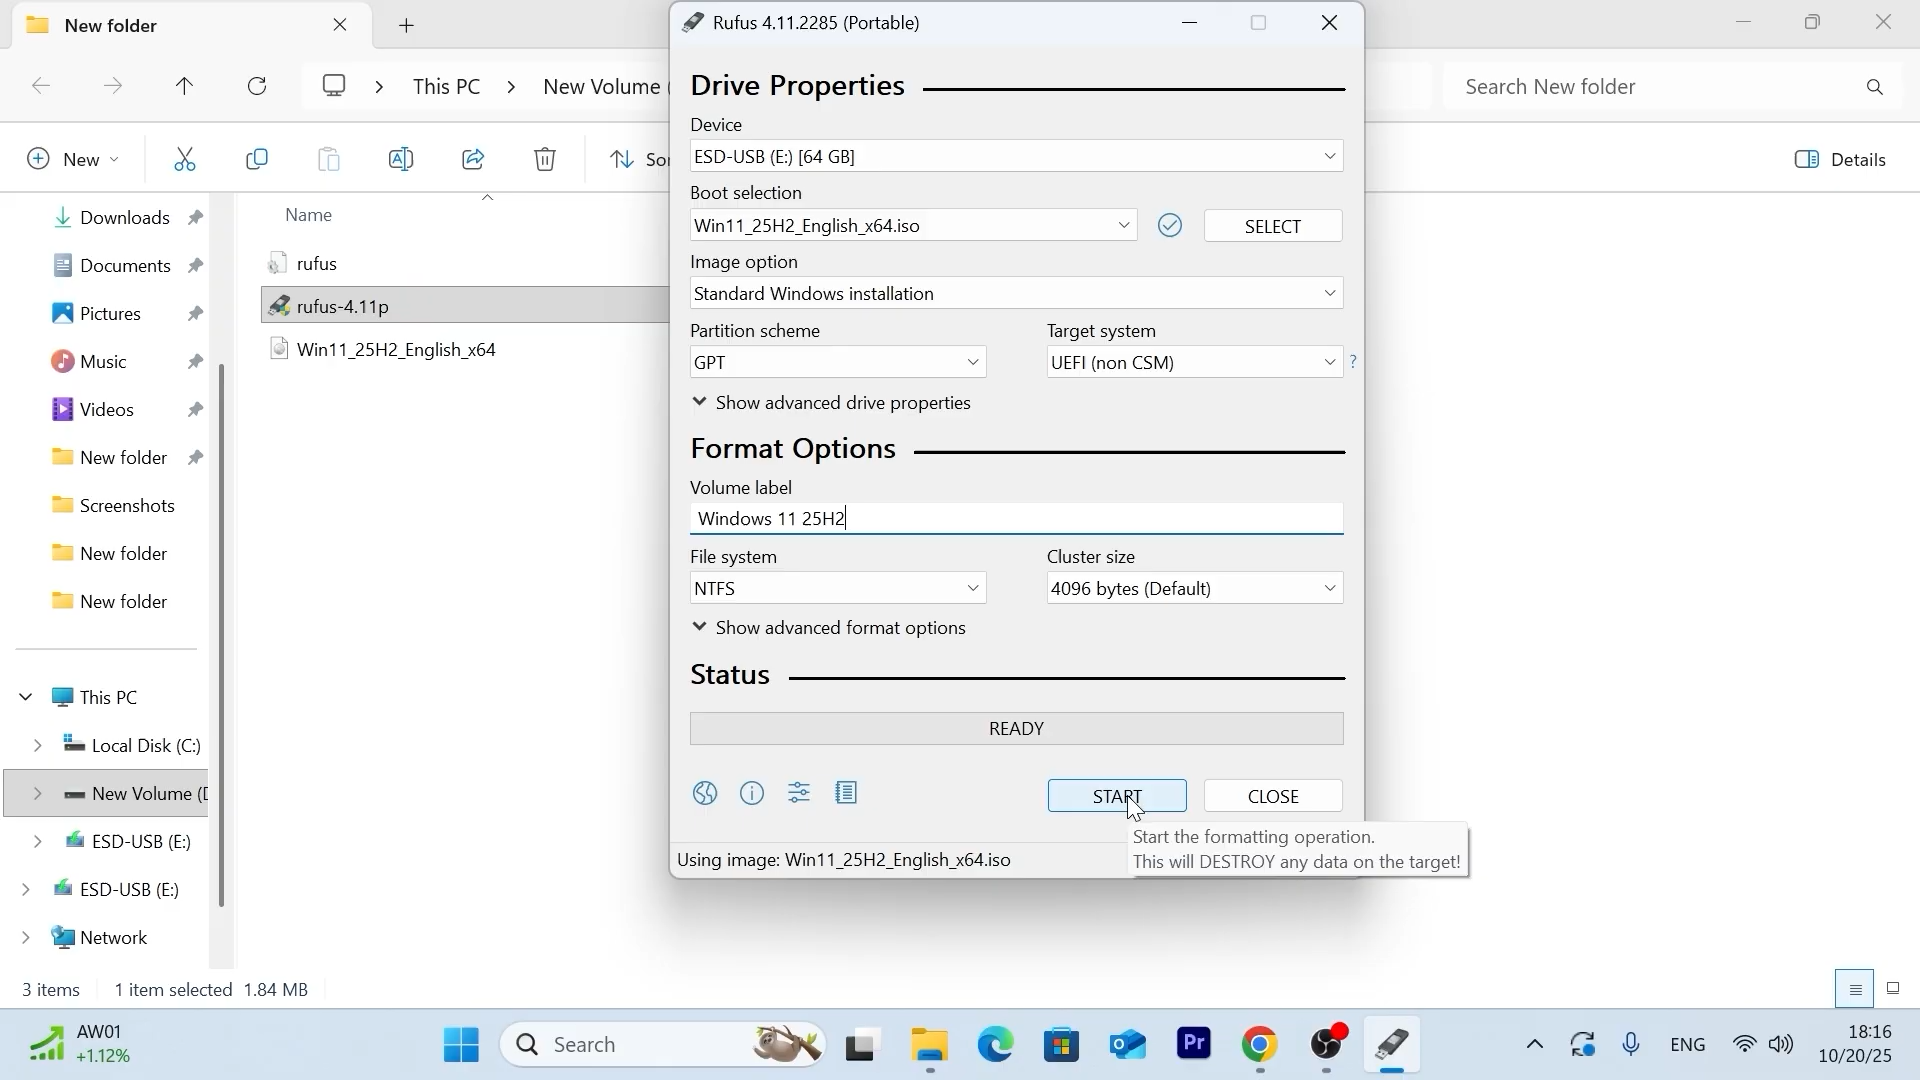 New folder
Rufus 4.11.2285 (Portable)
This PC
New Volume
Search New folder
New
Sor
Details
Downloads
Documents
Pictures
Music
Videos
New folder
Screenshots
New folder
New folder
This PC
Local Disk (C:)
New Volume (D
ESD-USB (E:)
ESD-USB (E:)
Network
Name
rufus
rufus-4.11p
Win11_25H2_English_x64
Drive Properties
Device
ESD-USB (E:) [64 GB]
Boot selection
Win11_25H2_English_x64.iso
SELECT
Image option
Standard Windows installation
Partition scheme
Target system
GPT
UEFI (non CSM)
?
Show advanced drive properties
Format Options
Volume label
Windows 11 25H2
File system
Cluster size
NTFS
4096 bytes (Default)
Show advanced format options
Status
READY
START
CLOSE
Start the formatting operation.
This will DESTROY any data on the target!
Using image: Win11_25H2_English_x64.iso
3 items
1 item selected 1.84 MB
AW01
+1.12%
Search
Pr
ENG
18:16
10/20/25